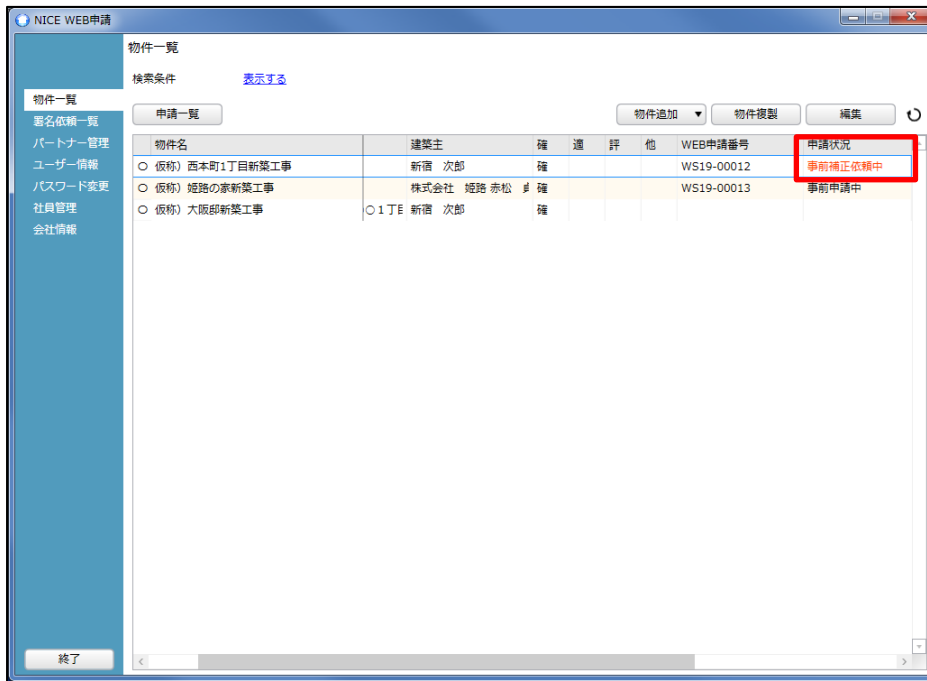 NICE WEB申請
物件一覧
検索条件 表示する
物件一覧
署名依頼一覧
パートナー管理
ユーザー情報
パスワード変更
社員管理
会社情報
申請一覧 物件追加 ▼ 物件複製 編集
物件名 建築主 確 適 評 他 WEB申請番号 申請状況
○ 仮称）西本町1丁目新築工事 新宿　次郎 確 WS19-00012 事前補正依頼中
○ 仮称）姫路の家新築工事 株式会社　姫路 赤松 確 WS19-00013 事前申請中
○ 仮称）大阪邸新築工事 ○1丁目 新宿　次郎 確
終了